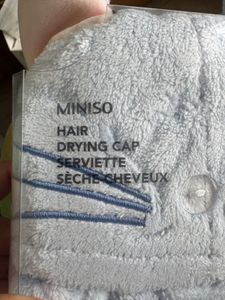 MINISO
HAIR
DRYING CAP
SERVIETTE
SÈCHE-CHEVEUX